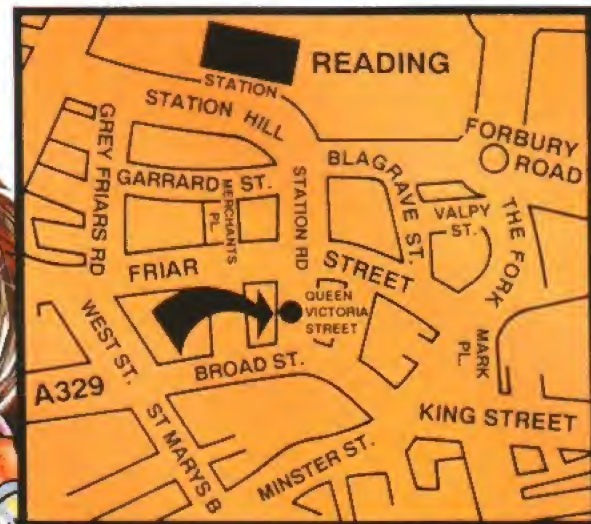 READING
STATION
STATION HILL
FORBURY
ROAD
GREY FRIARS RD
GARRARD ST.
MERCHANTS
PL.
STATION RD
BLAGRAVE ST.
VALPY
ST.
THE FORK
FRIAR
STREET
QUEEN
VICTORIA
STREET
WEST ST.
BROAD ST.
MARK
PL.
A329
ST MARYS B
MINSTER ST.
KING STREET